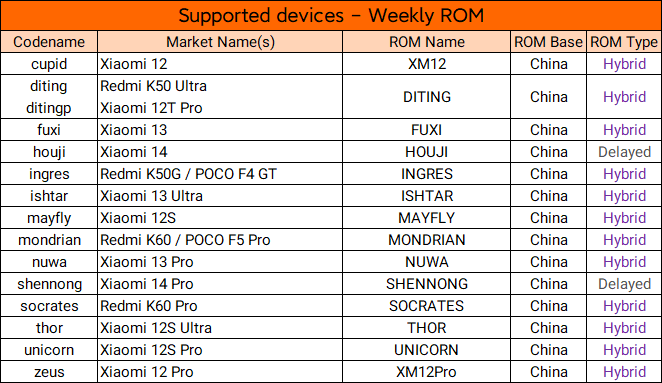 Supported devices - Weekly ROM
Codename Market Name(s) ROM Name ROM Base ROM Type
cupid Xiaomi 12 XM12 China Hybrid
diting Redmi K50 Ultra
DITING China Hybrid
ditingp Xiaomi 12T Pro
fuxi Xiaomi 13 FUXI China Hybrid
houji Xiaomi 14 HOUJI China Delayed
ingres Redmi K50G / POCO F4 GT INGRES China Hybrid
ishtar Xiaomi 13 Ultra ISHTAR China Hybrid
mayfly Xiaomi 12S MAYFLY China Hybrid
mondrian Redmi K60 / POCO F5 Pro MONDRIAN China Hybrid
nuwa Xiaomi 13 Pro NUWA China Hybrid
shennong Xiaomi 14 Pro SHENNONG China Delayed
socrates Redmi K60 Pro SOCRATES China Hybrid
thor Xiaomi 12S Ultra THOR China Hybrid
unicorn Xiaomi 12S Pro UNICORN China Hybrid
zeus Xiaomi 12 Pro XM12Pro China Hybrid